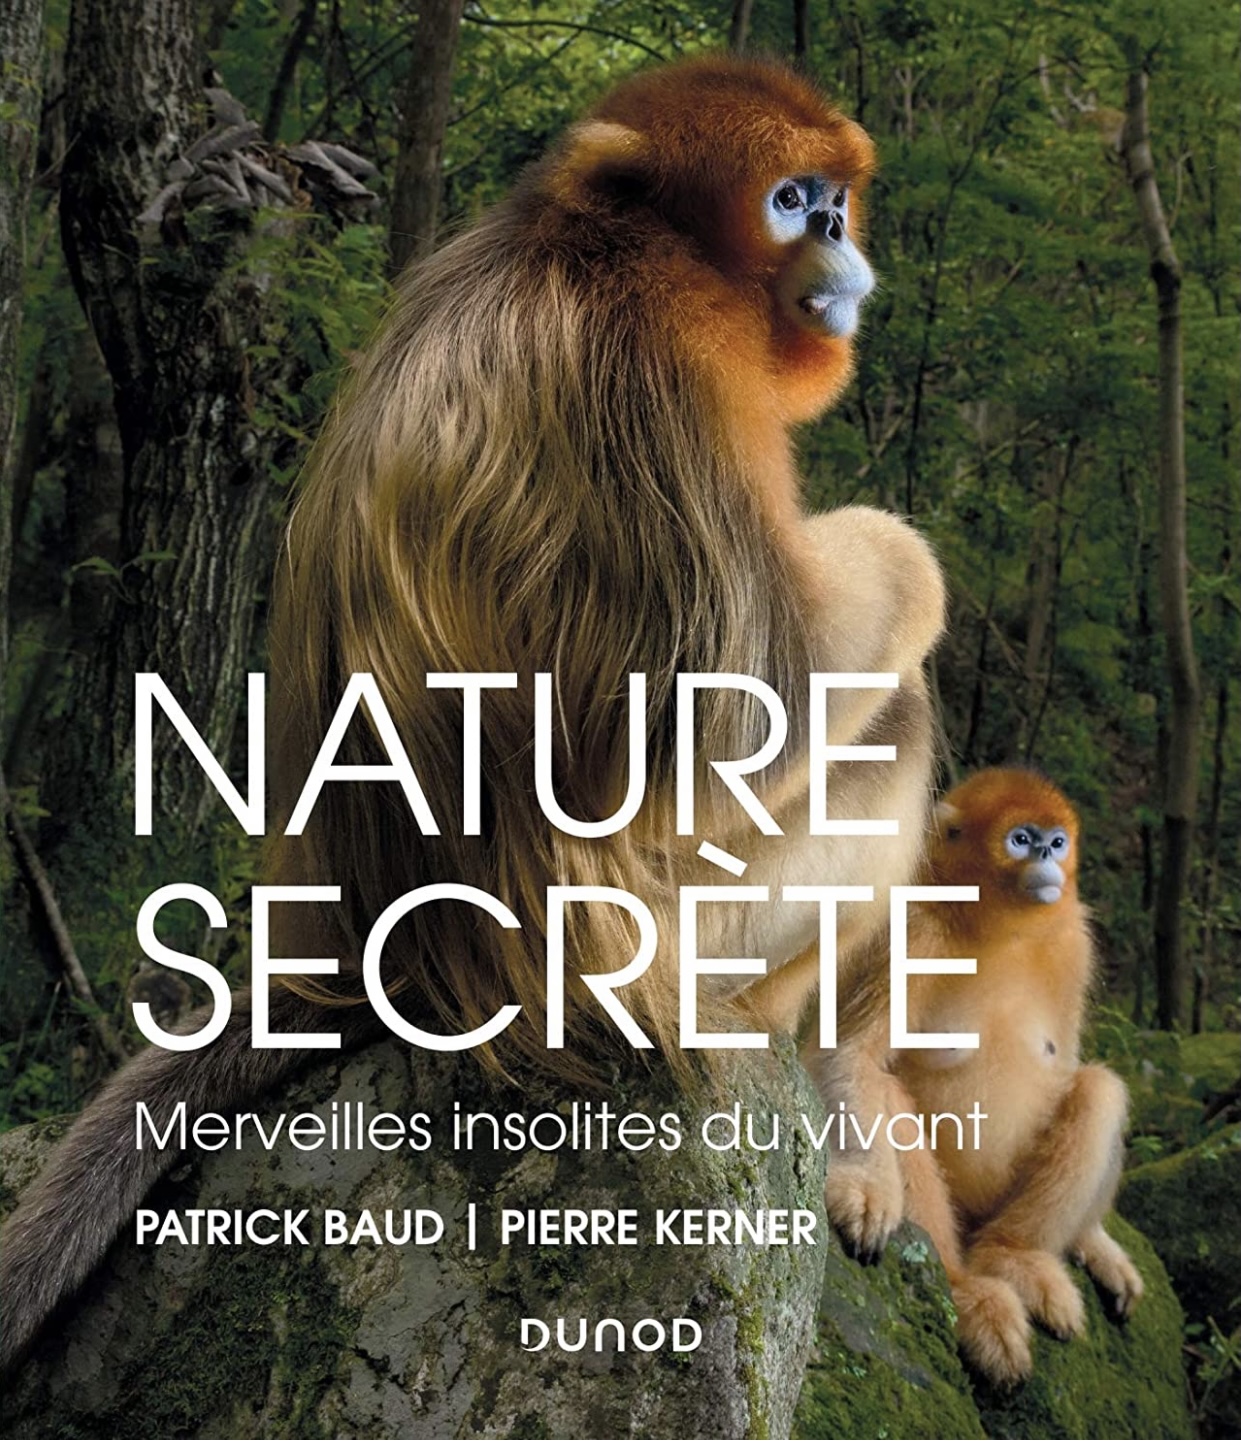 NATURE
SECRÈTE
Merveilles insolites du vivant
PATRICK BAUD | PIERRE KERNER
DUNOD